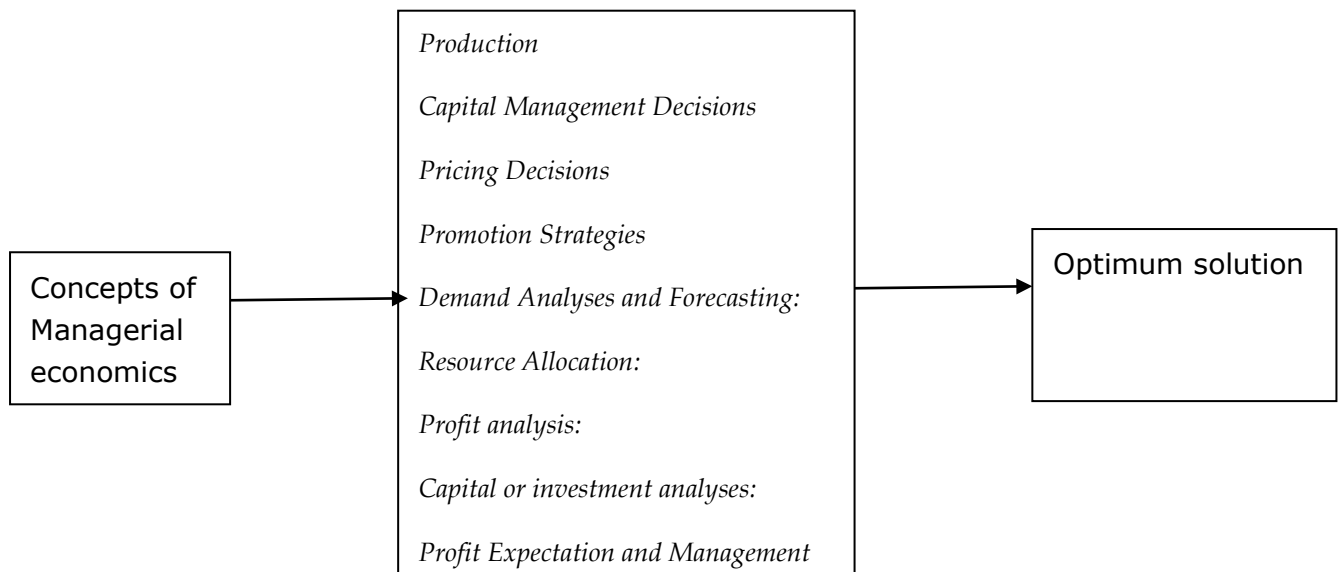 Concepts of
Managerial
economics
Production
Capital Management Decisions
Pricing Decisions
Promotion Strategies
Demand Analyses and Forecasting:
Resource Allocation:
Profit analysis:
Capital or investment analyses:
Profit Expectation and Management
Optimum solution